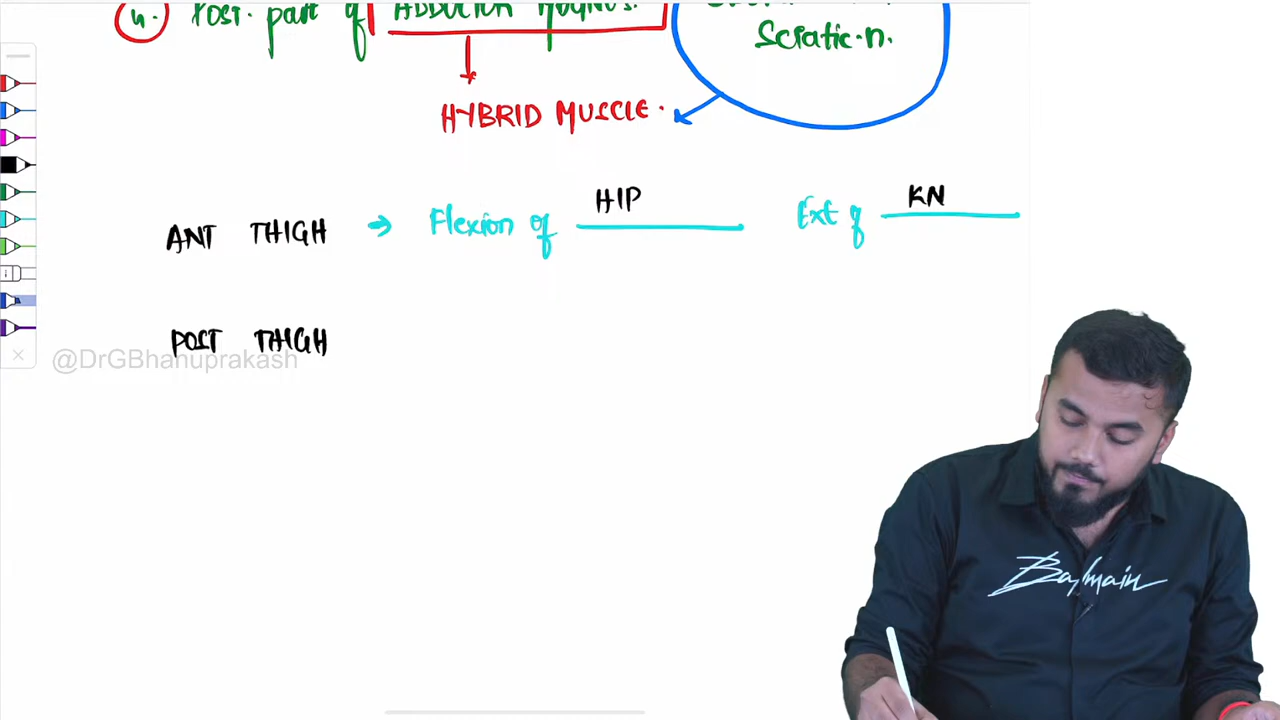 4. Post. part of ADDUCTOR MAGNUS.
Sciatic.n.
HYBRID MUSCLE.
ANT THIGH → Flexion of HIP Ext of KN
POST THIGH
@DrGBhanuprakash
Balmain